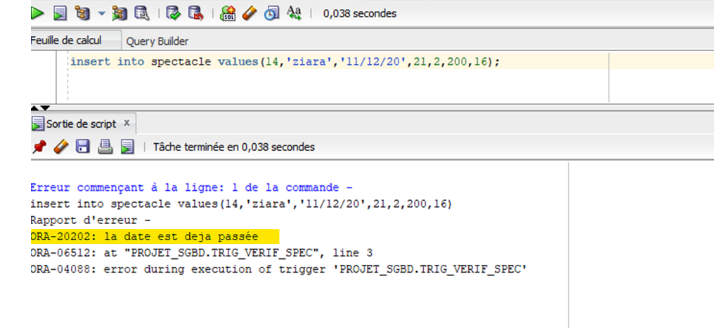 0,038 secondes
Feuille de calcul Query Builder
insert into spectacle values(14,'ziara','11/12/20',21,2,200,16);
Sortie de script x
Tâche terminée en 0,038 secondes
Erreur commençant à la ligne: 1 de la commande -
insert into spectacle values(14,'ziara','11/12/20',21,2,200,16)
Rapport d'erreur -
ORA-20202: la date est deja passée
ORA-06512: at "PROJET_SGBD.TRIG_VERIF_SPEC", line 3
ORA-04088: error during execution of trigger 'PROJET_SGBD.TRIG_VERIF_SPEC'